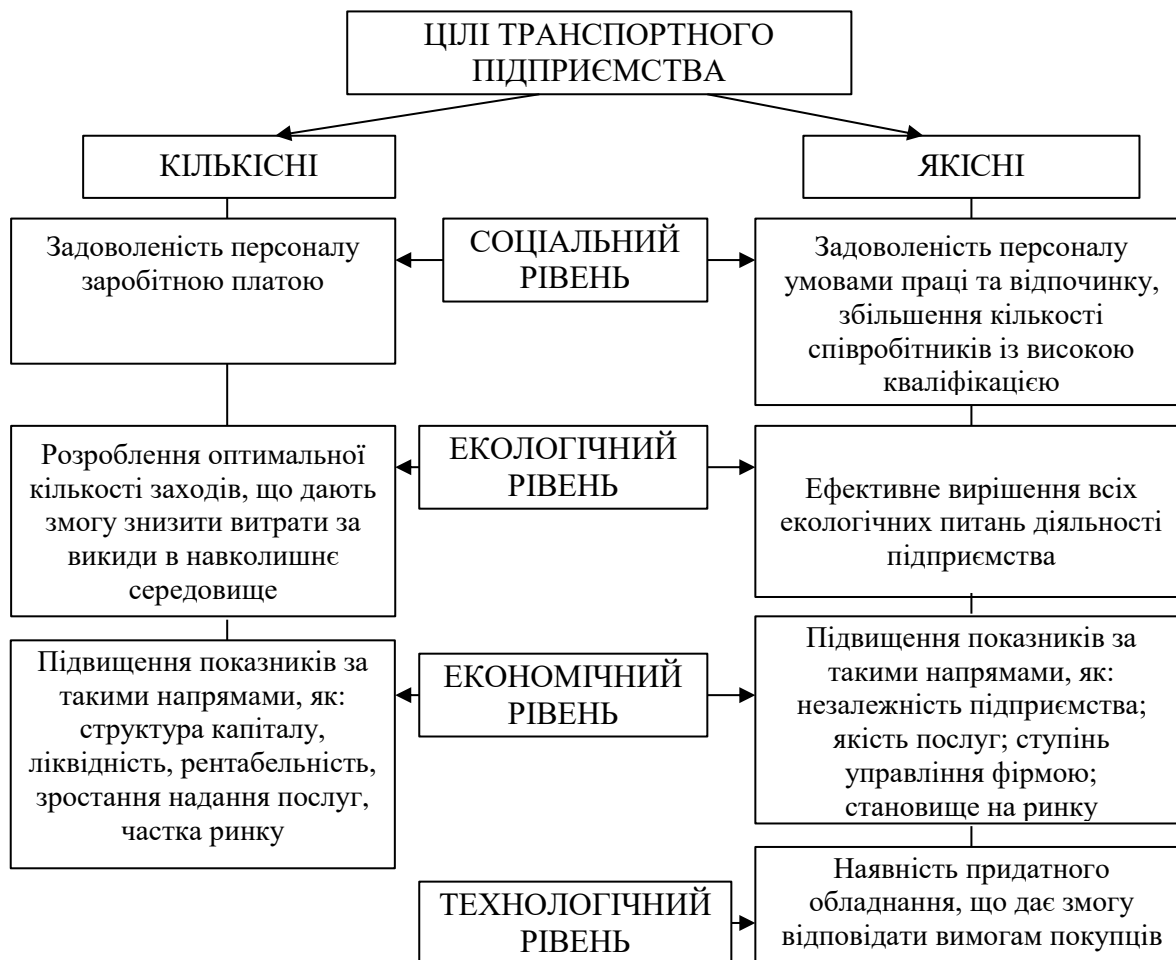 ЦІЛІ ТРАНСПОРТНОГО
ПІДПРИЄМСТВА
КІЛЬКІСНІ
ЯКІСНІ
Задоволеність персоналу
заробітною платою
СОЦІАЛЬНИЙ
РІВЕНЬ
Задоволеність персоналу
умовами праці та відпочинку,
збільшення кількості
співробітників із високою
кваліфікацією
Розроблення оптимальної
кількості заходів, що дають
змогу знизити витрати за
викиди в навколишнє
середовище
ЕКОЛОГІЧНИЙ
РІВЕНЬ
Ефективне вирішення всіх
екологічних питань діяльності
підприємства
Підвищення показників за
такими напрямами, як:
структура капіталу,
ліквідність, рентабельність,
зростання надання послуг,
частка ринку
ЕКОНОМІЧНИЙ
РІВЕНЬ
Підвищення показників за
такими напрямами, як:
незалежність підприємства;
якість послуг; ступінь
управління фірмою;
становище на ринку
ТЕХНОЛОГІЧНИЙ
РІВЕНЬ
Наявність придатного
обладнання, що дає змогу
відповідати вимогам покупців